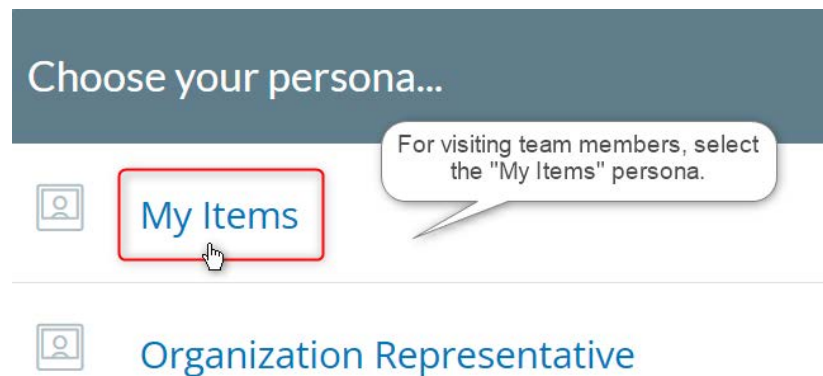 Choose your persona...
For visiting team members, select
the "My Items" persona.
My Items
Organization Representative